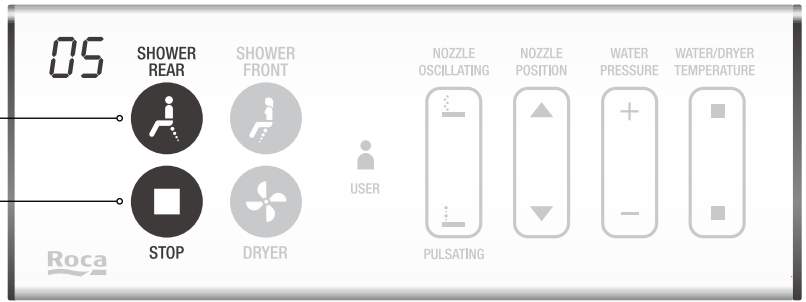 05
SHOWER
REAR
SHOWER
FRONT
NOZZLE
OSCILLATING
NOZZLE
POSITION
WATER
PRESSURE
WATER/DRYER
TEMPERATURE
+
USER
−
STOP
DRYER
PULSATING
Roca